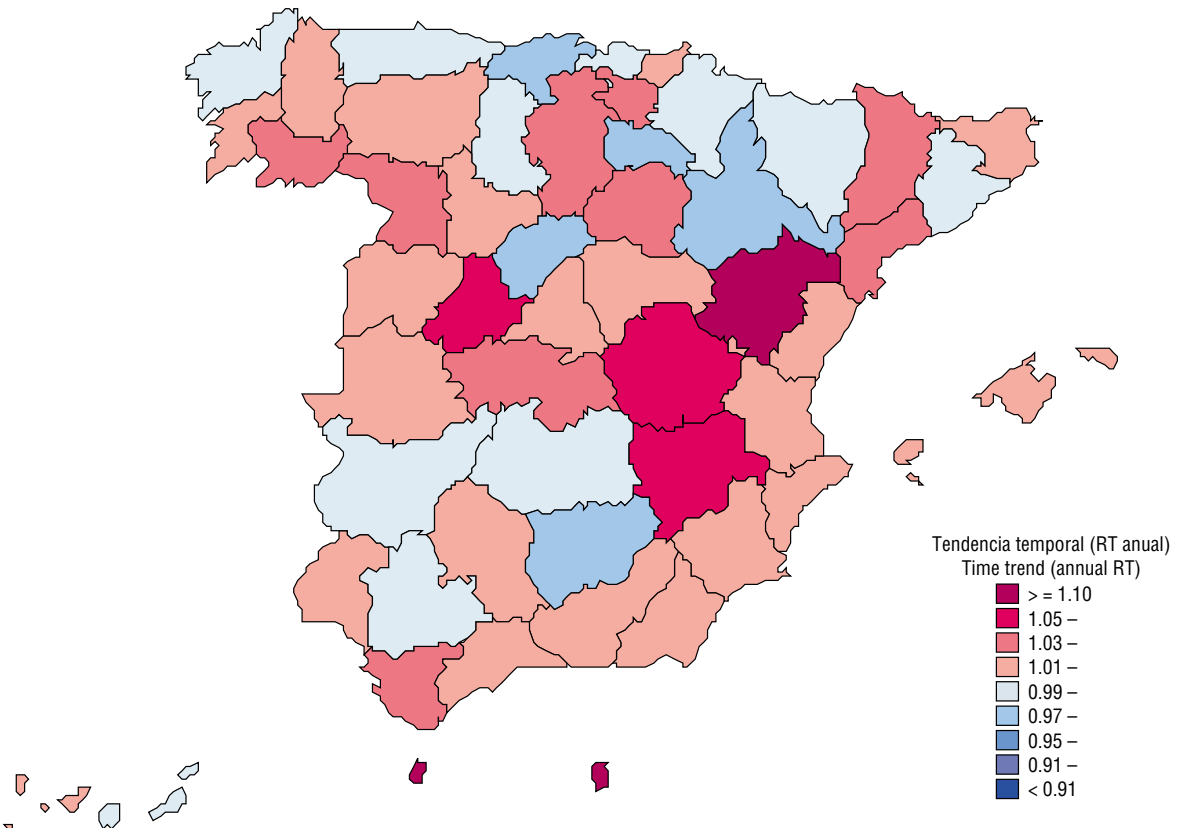 Tendencia temporal (RT anual)
Time trend (annual RT)
> = 1.10
1.05 –
1.03 –
1.01 –
0.99 –
0.97 –
0.95 –
0.91 –
< 0.91